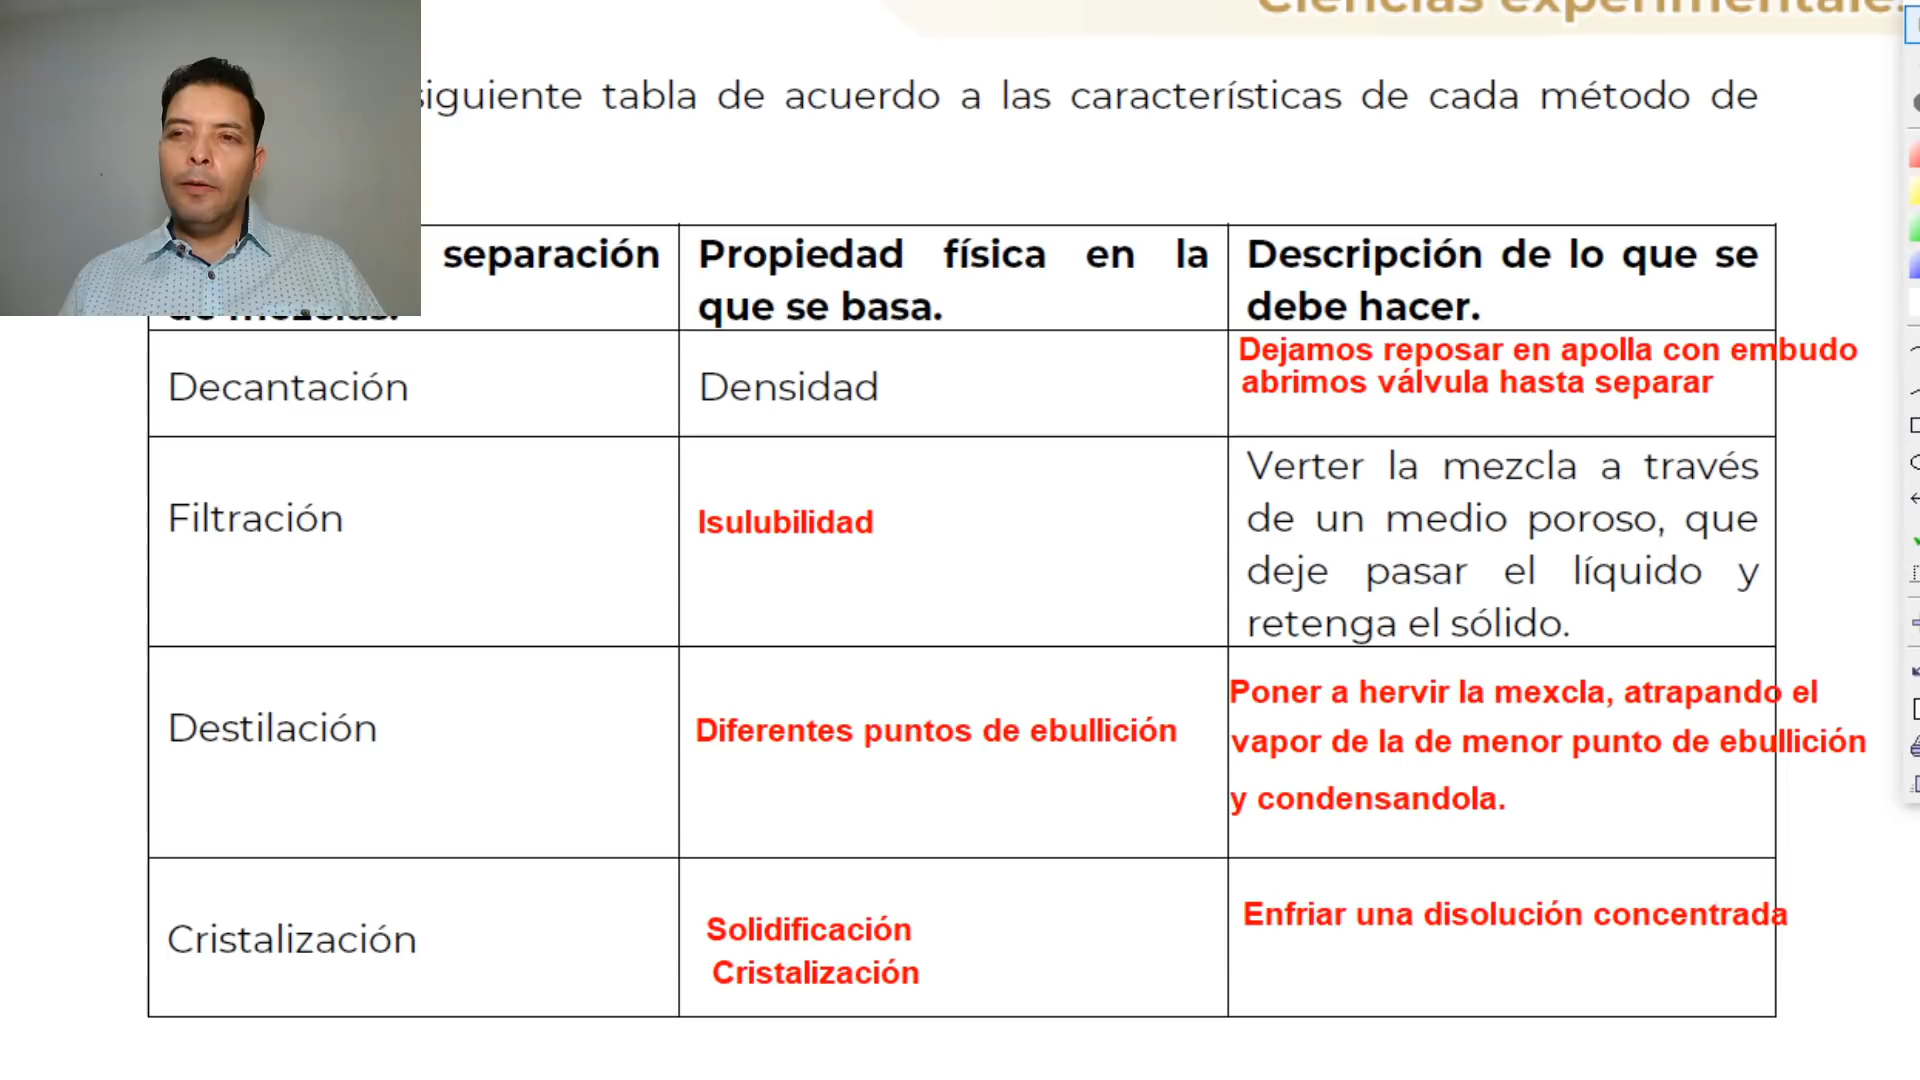 Ciencias experimentales
siguiente tabla de acuerdo a las características de cada método de
separación
de mezclas.
Propiedad física en la
que se basa.
Descripción de lo que se
debe hacer.
Decantación
Densidad
Dejamos reposar en apolla con embudo
abrimos válvula hasta separar
Filtración
Isulubilidad
Verter la mezcla a través
de un medio poroso, que
deje pasar el líquido y
retenga el sólido.
Destilación
Diferentes puntos de ebullición
Poner a hervir la mexcla, atrapando el
vapor de la de menor punto de ebullición
y condensandola.
Cristalización
Solidificación
Cristalización
Enfriar una disolución concentrada